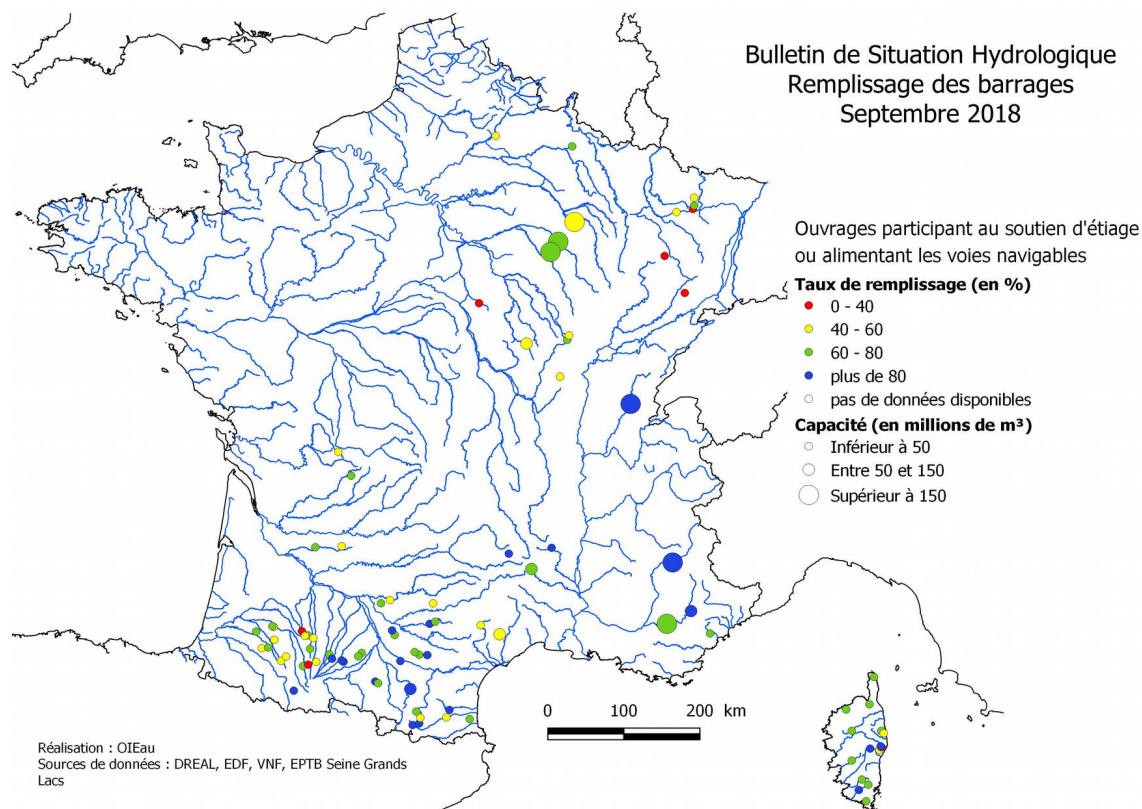 Bulletin de Situation Hydrologique
Remplissage des barrages
Septembre 2018
Ouvrages participant au soutien d'étiage
ou alimentant les voies navigables
Taux de remplissage (en %)
0 - 40
40 - 60
60 - 80
plus de 80
pas de données disponibles
Capacité (en millions de m³)
Inférieur à 50
Entre 50 et 150
Supérieur à 150
0 100 200 km
Réalisation : OIEau
Sources de données : DREAL, EDF, VNF, EPTB Seine Grands
Lacs